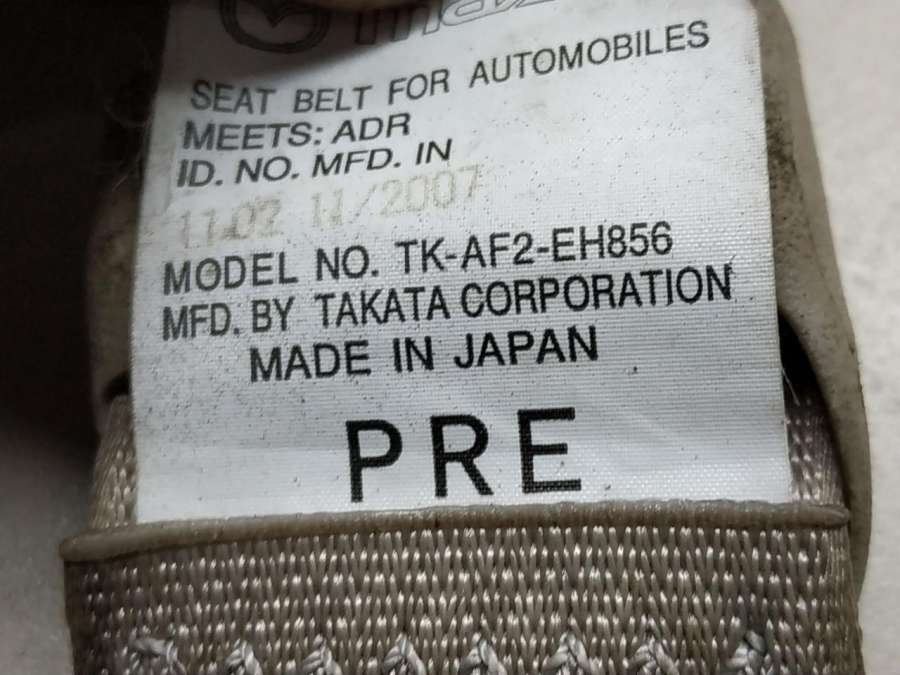 mazda
SEAT BELT FOR AUTOMOBILES
MEETS: ADR
ID. NO. MFD. IN
11.02 11/2007
MODEL NO. TK-AF2-EH856
MFD. BY TAKATA CORPORATION
MADE IN JAPAN
PRE